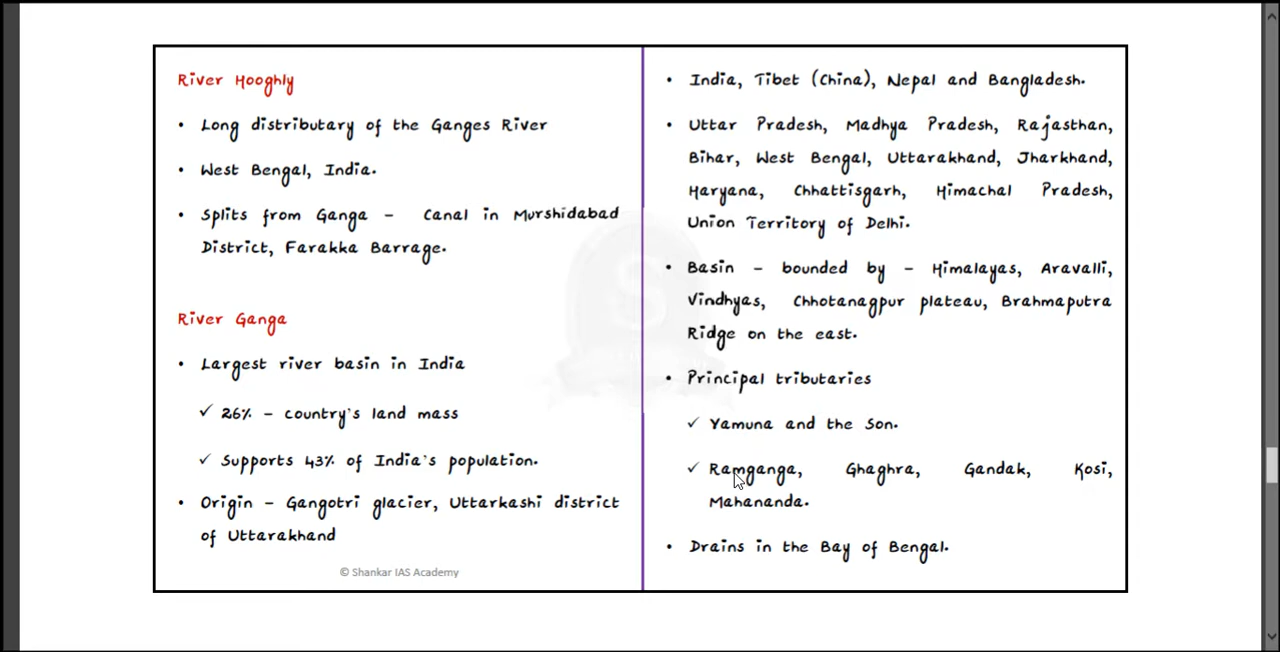 River Hooghly
• Long distributary of the Ganges River
• West Bengal, India.
• Splits from Ganga – Canal in Murshidabad
District, Farakka Barrage.
River Ganga
• Largest river basin in India
✓ 26% – country's land mass
✓ Supports 43% of India's population.
• Origin – Gangotri glacier, Uttarkashi district
of Uttarakhand
© Shankar IAS Academy
• India, Tibet (China), Nepal and Bangladesh.
• Uttar Pradesh, Madhya Pradesh, Rajasthan,
Bihar, West Bengal, Uttarakhand, Jharkhand,
Haryana, Chhattisgarh, Himachal Pradesh,
Union Territory of Delhi.
• Basin – bounded by – Himalayas, Aravalli,
Vindhyas, Chhotanagpur plateau, Brahmaputra
Ridge on the east.
• Principal tributaries
✓ Yamuna and the Son.
✓ Ramganga, Ghaghra, Gandak, Kosi,
Mahananda.
• Drains in the Bay of Bengal.